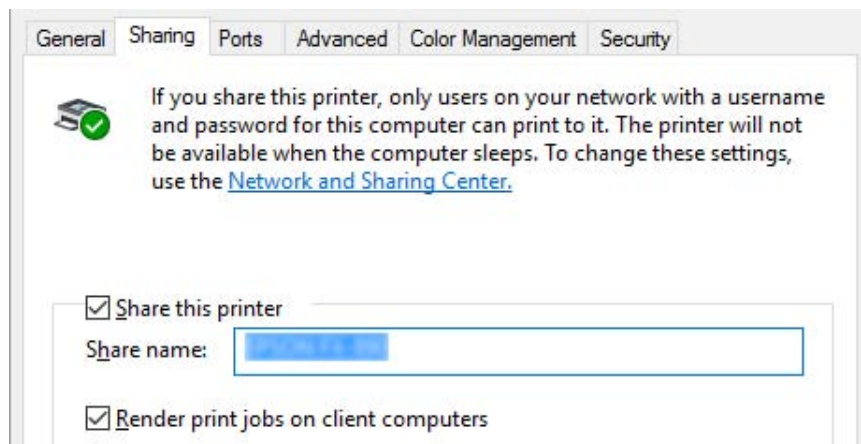 General Sharing Ports Advanced Color Management Security
If you share this printer, only users on your network with a username
and password for this computer can print to it. The printer will not
be available when the computer sleeps. To change these settings,
use the Network and Sharing Center.
Share this printer
Share name:
Render print jobs on client computers